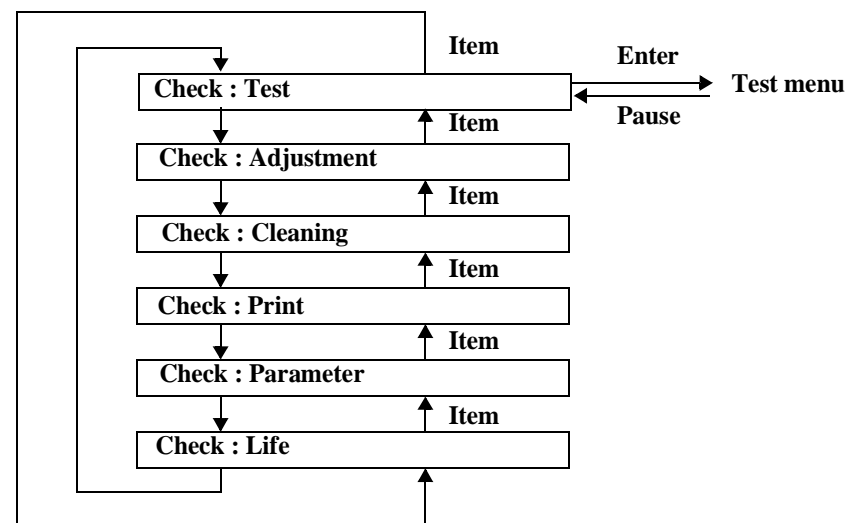 Item
Enter
Check : Test
Test menu
Item
Pause
Check : Adjustment
Item
Check : Cleaning
Item
Check : Print
Item
Check : Parameter
Item
Check : Life